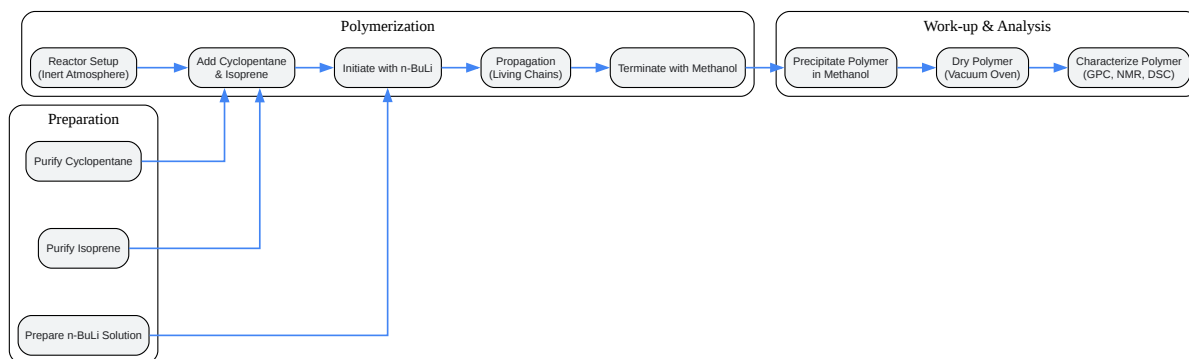 Polymerization
Reactor Setup
(Inert Atmosphere)
Add Cyclopentane
& Isoprene
Initiate with n-BuLi
Propagation
(Living Chains)
Terminate with Methanol
Work-up & Analysis
Precipitate Polymer
in Methanol
Dry Polymer
(Vacuum Oven)
Characterize Polymer
(GPC, NMR, DSC)
Preparation
Purify Cyclopentane
Purify Isoprene
Prepare n-BuLi Solution